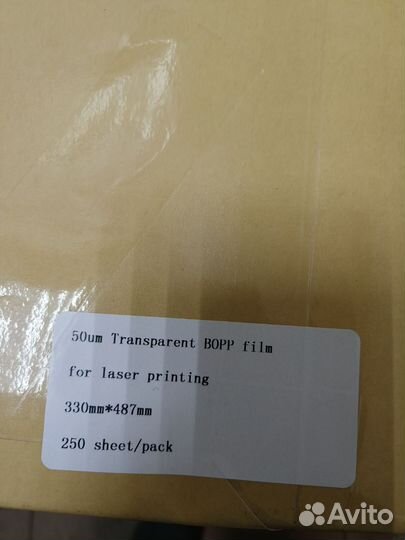 50um Transparent BOPP film
for laser printing
330mm*487mm
250 sheet/pack
Avito